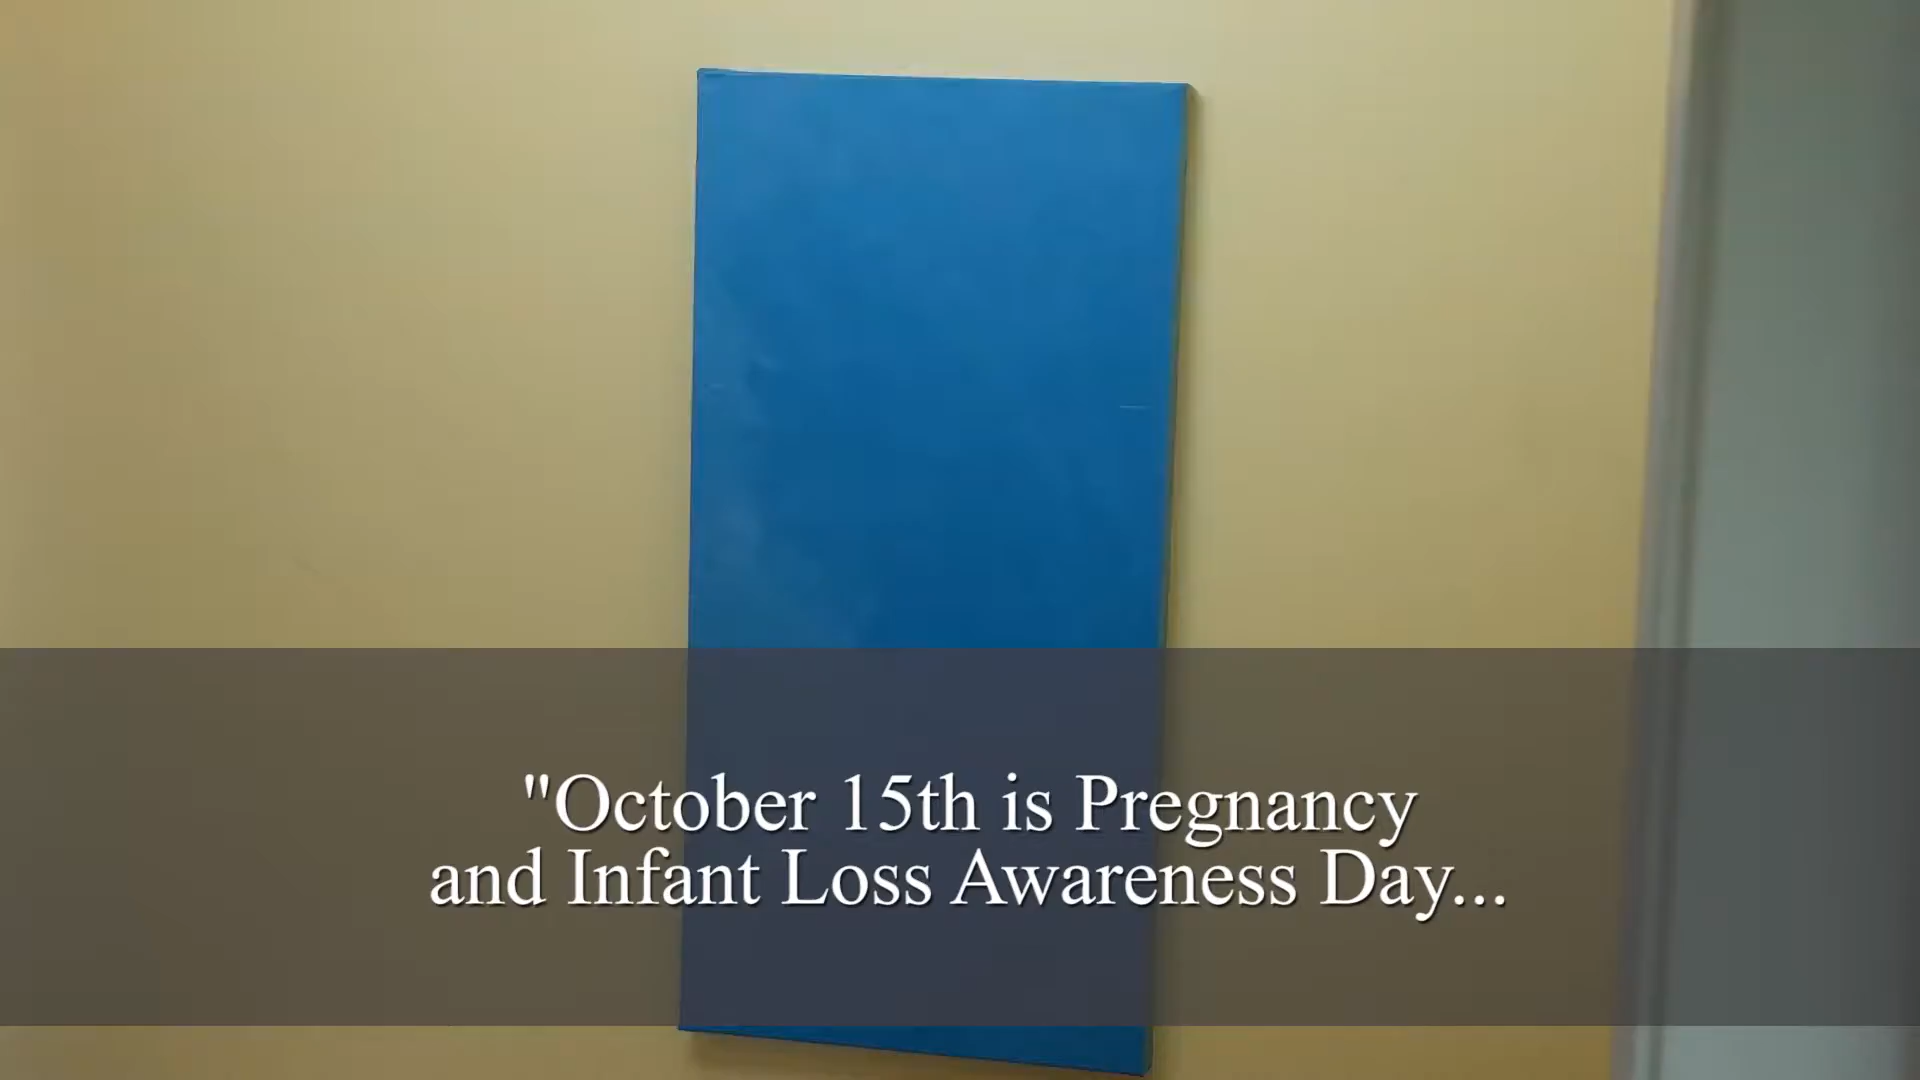 "October 15th is Pregnancy
and Infant Loss Awareness Day...